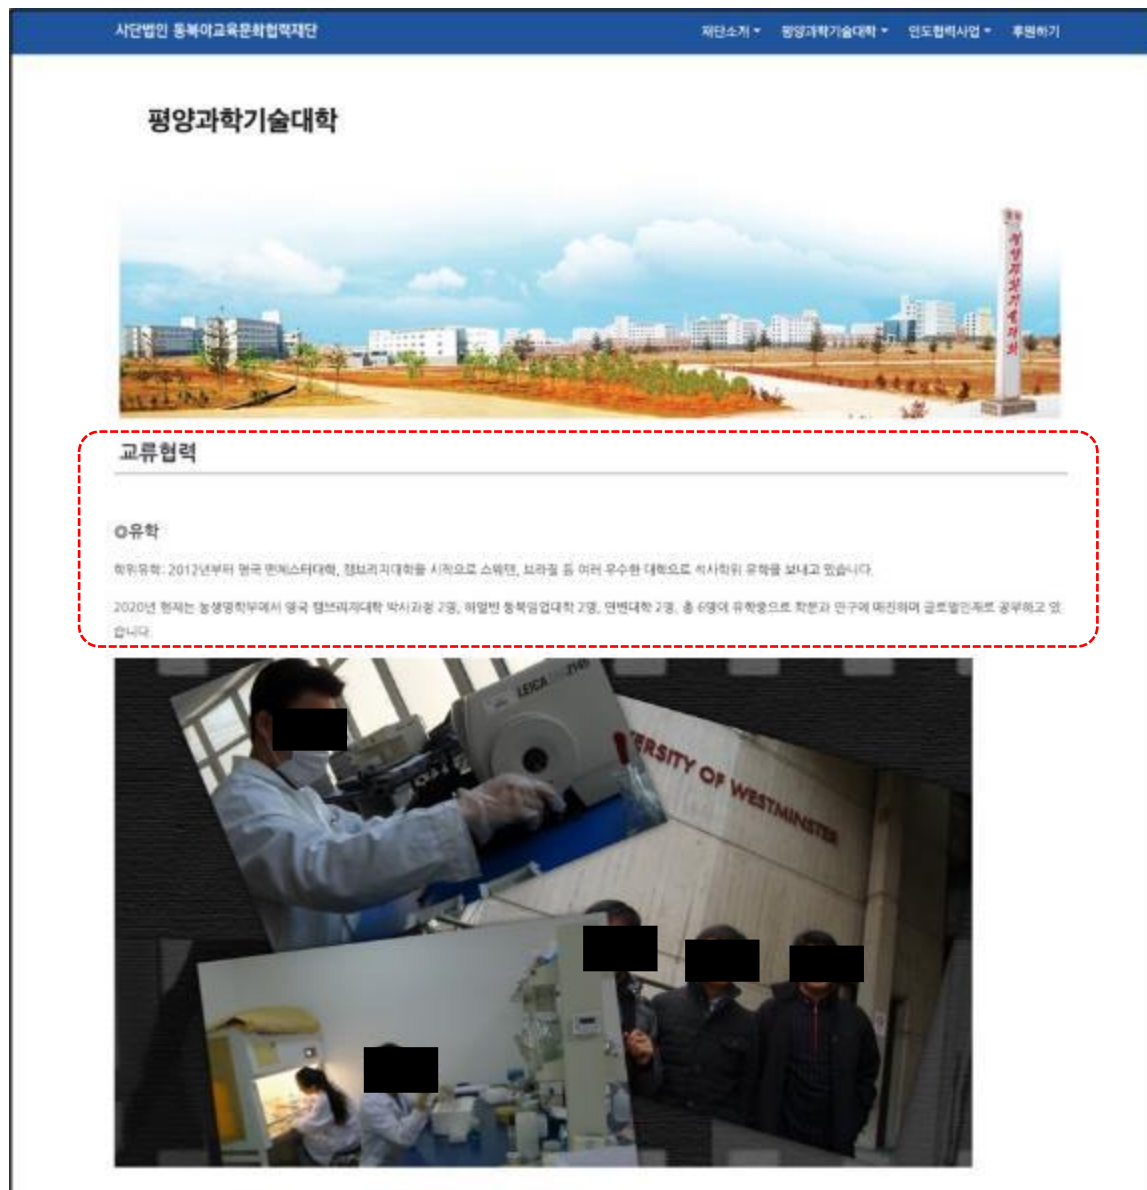 사단법인 동북아교육문화협력재단
재단소개 평양과학기술대학 인도협력사업 후원하기
평양과학기술대학
평양과학기술대학
교류협력
◎유학
학위유학: 2012년부터 영국 웬체스터대학, 캠브리지대학을 시작으로 스웨덴, 브라질 등 여러 우수한 대학으로 석사학위 유학을 보내고 있습니다.
2020년 현재는 농생명학부에서 영국 캠브리지대학 박사과정 2명, 하얼빈 동북임업대학 2명, 연변대학 2명, 총 6명이 유학중으로 학문과 연구에 매진하며 글로벌인재로 공부하고 있
습니다.
LEICA
VERSITY OF WESTMINSTER